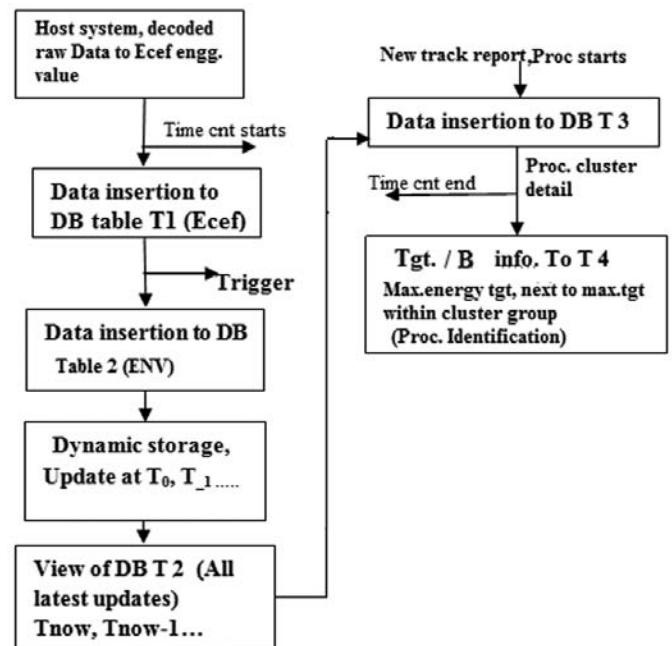 Host system, decoded
raw Data to Ecef engg.
value
Time cnt starts
Data insertion to
DB table T1 (Ecef)
Trigger
Data insertion to DB
Table 2 (ENV)
Dynamic storage,
Update at T0, T_1 .....
View of DB T 2 (All
latest updates)
Tnow, Tnow-1...
New track report,Proc starts
Data insertion to DB T 3
Proc. cluster
detail
Time cnt end
Tgt. / B info. To T 4
Max.energy tgt, next to max.tgt
within cluster group
(Proc. Identification)